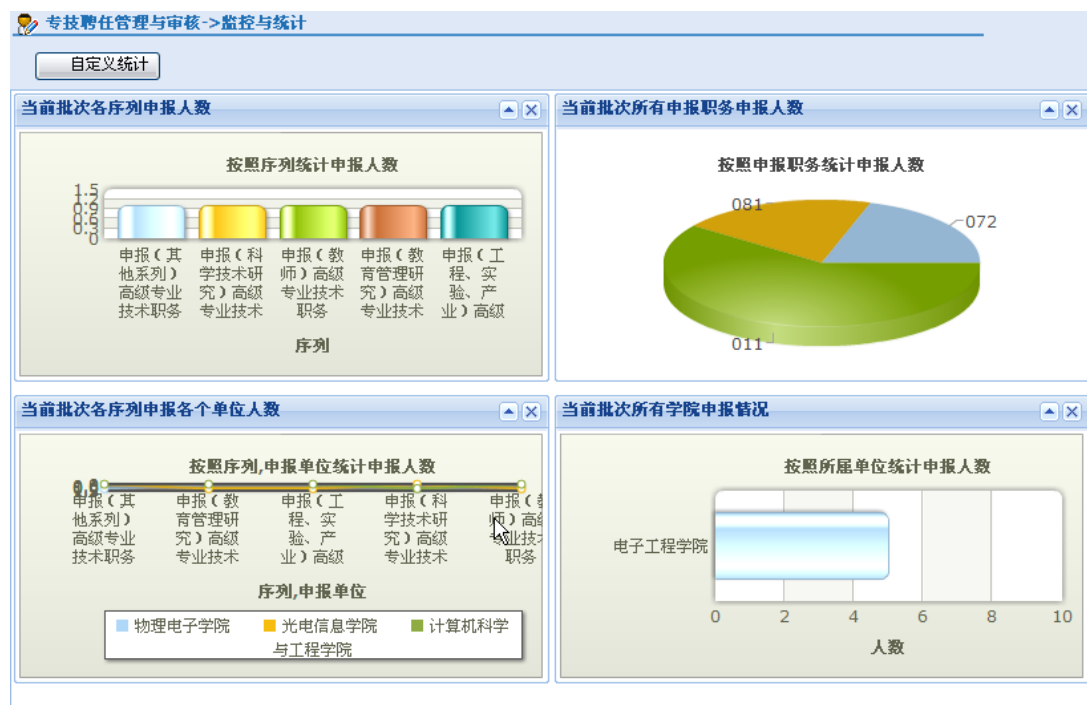 专技聘任管理与审核->监控与统计
自定义统计
当前批次各序列申报人数
按照序列统计申报人数
1.5
1.2
0.9
0.6
0.3
0
申报(其
他系列)
高级专业
技术职务
申报(科
学技术研
究)高级
专业技术
申报(教
师)高级
专业技术
职务
申报(教
育管理研
究)高级
专业技术
申报(工
程、实
验、产
业)高级
序列
当前批次所有申报职务申报人数
按照申报职务统计申报人数
081
072
011
当前批次各序列申报各个单位人数
按照序列,申报单位统计申报人数
申报(其
他系列)
高级专业
技术职务
申报(教
育管理研
究)高级
专业技术
申报(工
程、实
验、产
业)高级
申报(科
学技术研
究)高级
专业技术
申报(
师)高
专业技
职务
序列,申报单位
物理电子学院 光电信息学院 计算机科学
与工程学院
当前批次所有学院申报情况
按照所属单位统计申报人数
电子工程学院
0 2 4 6 8 10
人数